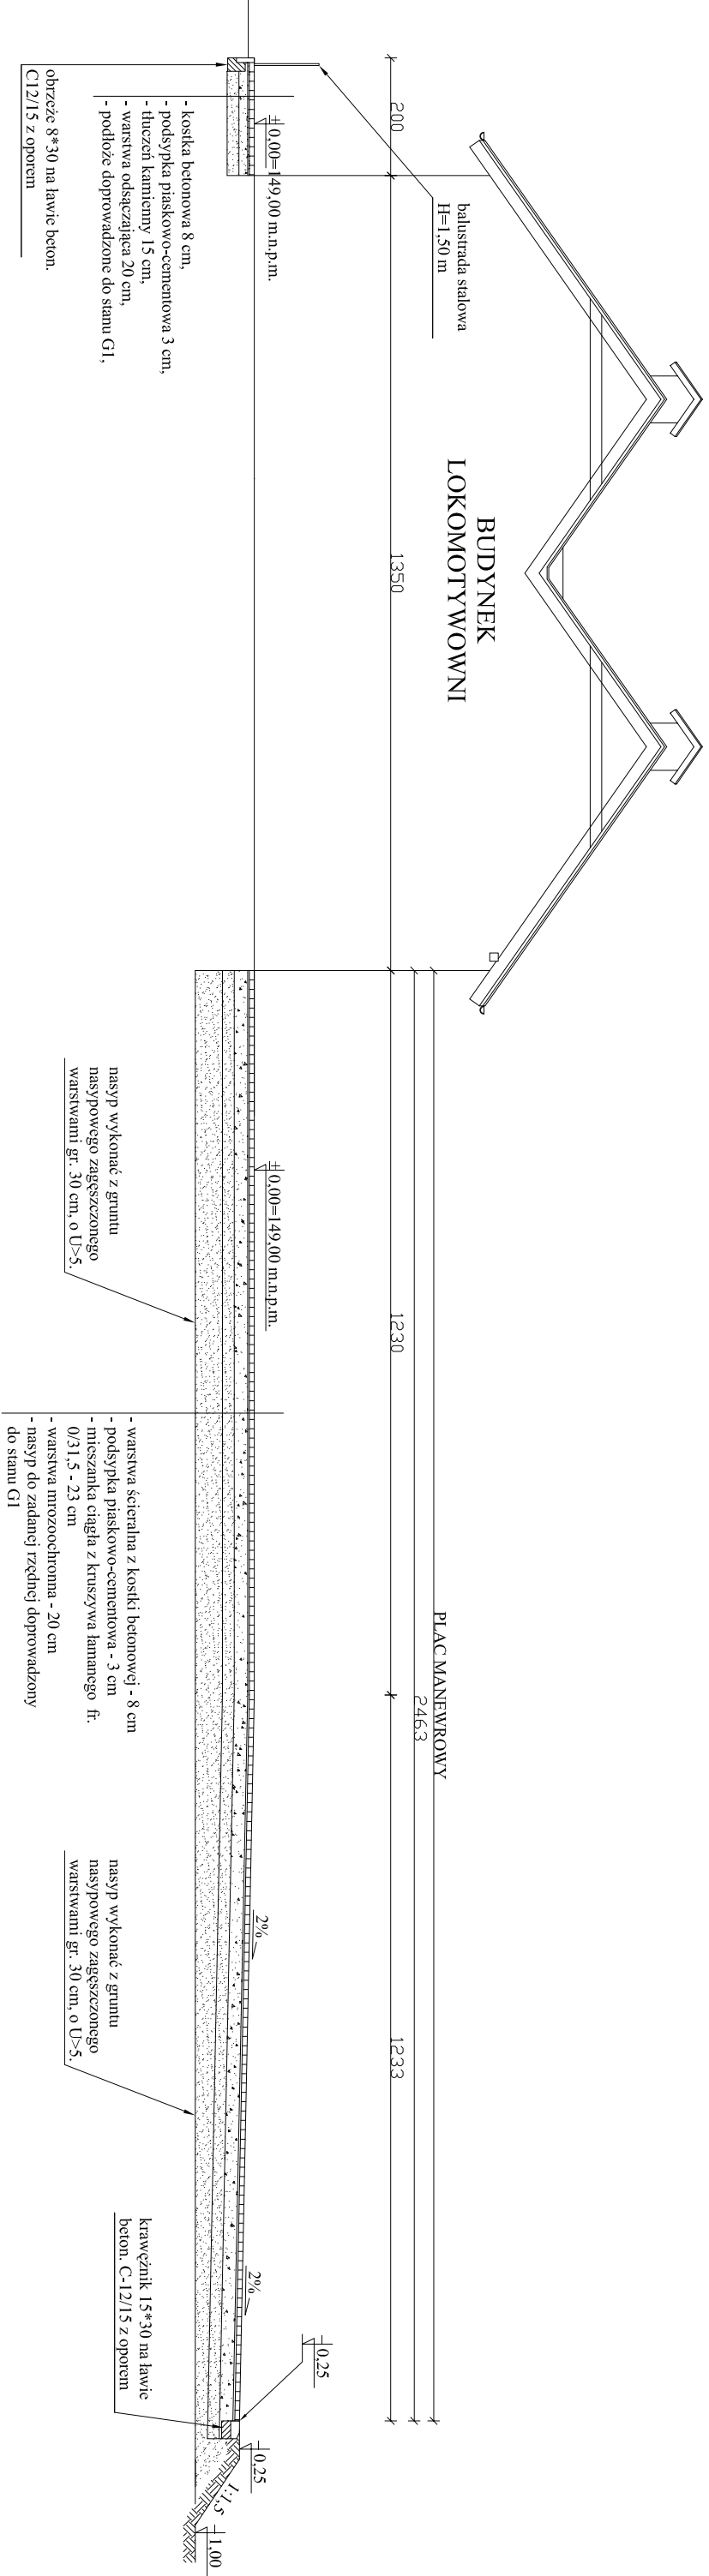 BUDYNEK
LOKOMOTYWOWNI
balustrada stalowa
H=1,50 m
200
1350
1230
1233
2463
PLAC MANEWROWY
±0,00=149,00 m.n.p.m.
- kostka betonowa 8 cm,
- podsypka piaskowo-cementowa 3 cm,
- tłuczeń kamienny 15 cm,
- warstwa odsączająca 20 cm,
- podłoże doprowadzone do stanu G1,
obrzeże 8*30 na ławie beton.
C12/15 z oporem
±0,00=149,00 m.n.p.m.
nasyp wykonać z gruntu
nasypowego zagęszczonego
warstwami gr. 30 cm, o U>5.
- warstwa ścieralna z kostki betonowej - 8 cm
- podsypka piaskowo-cementowa - 3 cm
- mieszanka ciągła z kruszywa łamanego fr.
0/31,5 - 23 cm
- warstwa mrozoochronna - 20 cm
- nasyp do zadanej rzędnej doprowadzony
do stanu G1
nasyp wykonać z gruntu
nasypowego zagęszczonego
warstwami gr. 30 cm, o U>5.
2%
2%
krawężnik 15*30 na ławie
beton. C-12/15 z oporem
-0,25
-0,25
1:1,5
-1,00